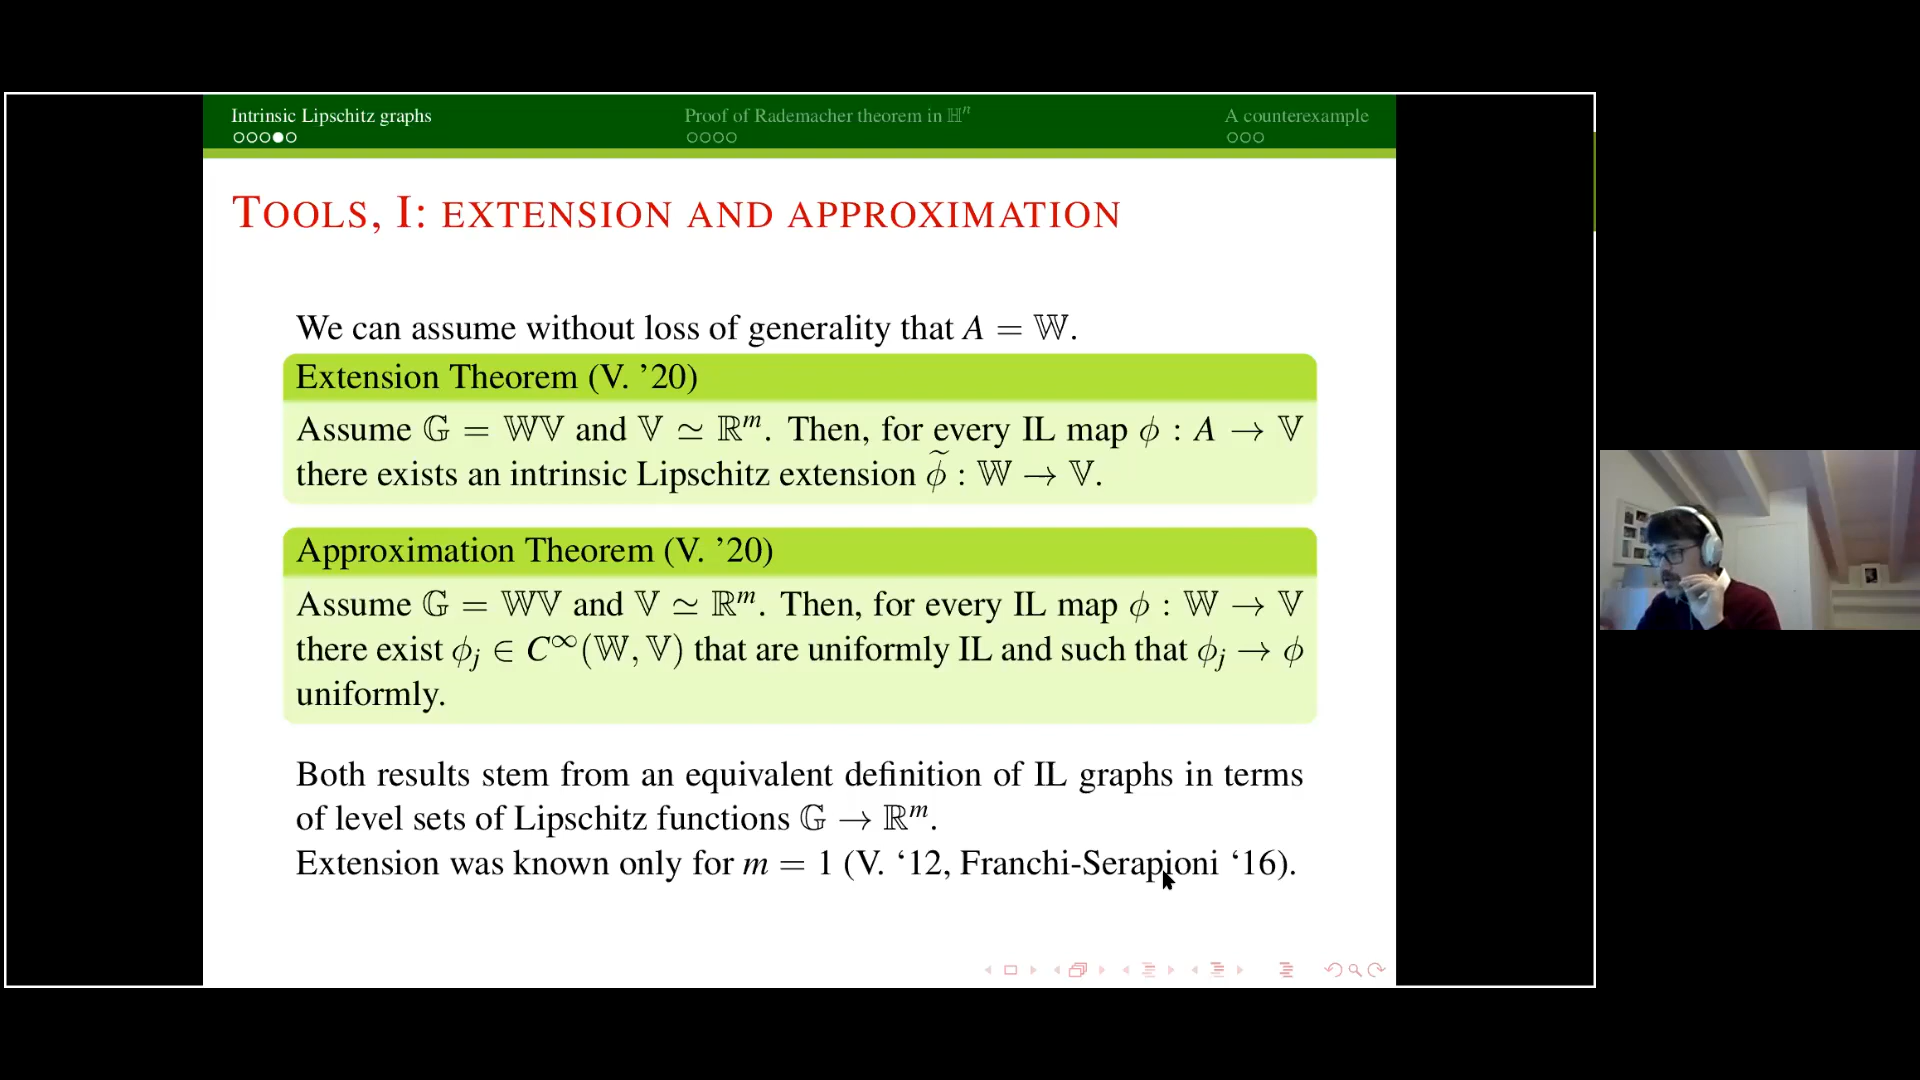 Intrinsic Lipschitz graphs
Proof of Rademacher theorem in ℍⁿ
A counterexample
TOOLS, I: EXTENSION AND APPROXIMATION
We can assume without loss of generality that A = 𝕎.
Extension Theorem (V. ’20)
Assume 𝔾 = 𝕎𝕍 and 𝕍 ≃ ℝᵐ. Then, for every IL map ϕ : A → 𝕍
there exists an intrinsic Lipschitz extension ϕ̃ : 𝕎 → 𝕍.
Approximation Theorem (V. ’20)
Assume 𝔾 = 𝕎𝕍 and 𝕍 ≃ ℝᵐ. Then, for every IL map ϕ : 𝕎 → 𝕍
there exist ϕⱼ ∈ C^∞(𝕎, 𝕍) that are uniformly IL and such that ϕⱼ → ϕ
uniformly.
Both results stem from an equivalent definition of IL graphs in terms
of level sets of Lipschitz functions 𝔾 → ℝᵐ.
Extension was known only for m = 1 (V. ‘12, Franchi-Serapioni ‘16).